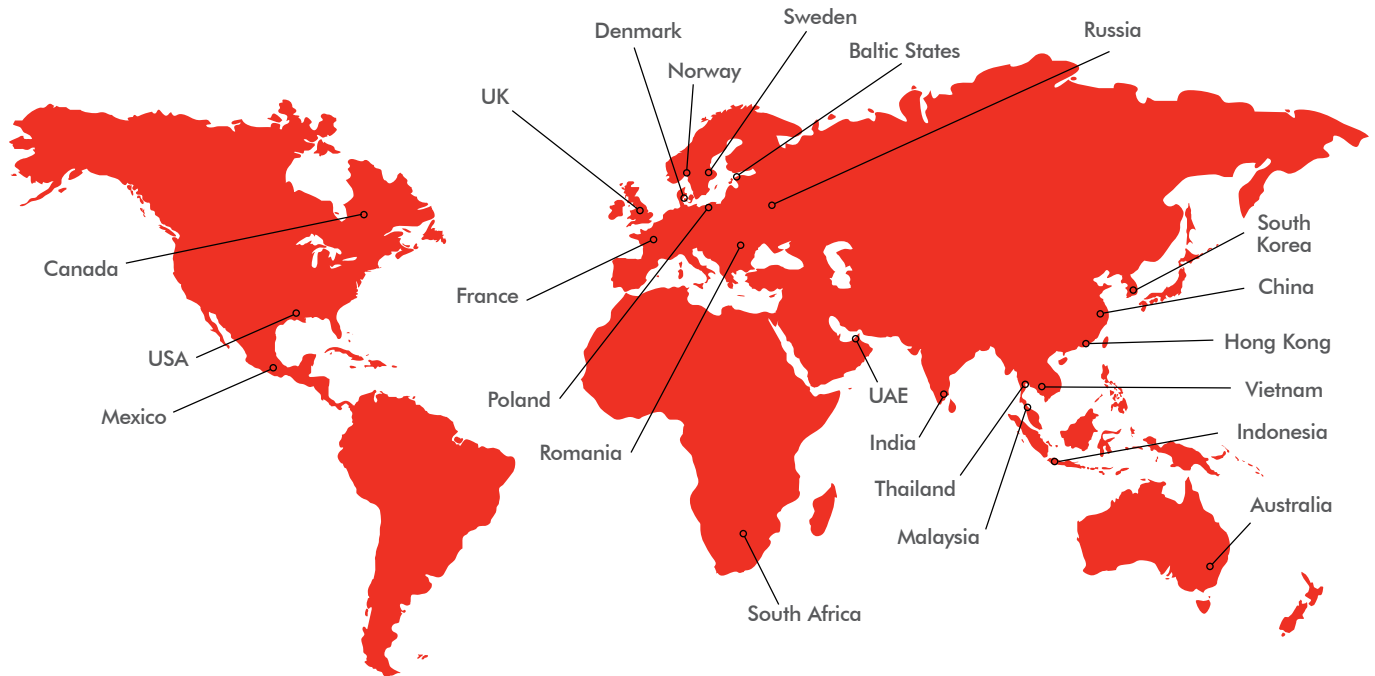 Sweden
Denmark
Russia
Baltic States
Norway
UK
South
Korea
Canada
China
France
Hong Kong
USA
Vietnam
UAE
Poland
Mexico
Indonesia
India
Romania
Thailand
Australia
Malaysia
South Africa